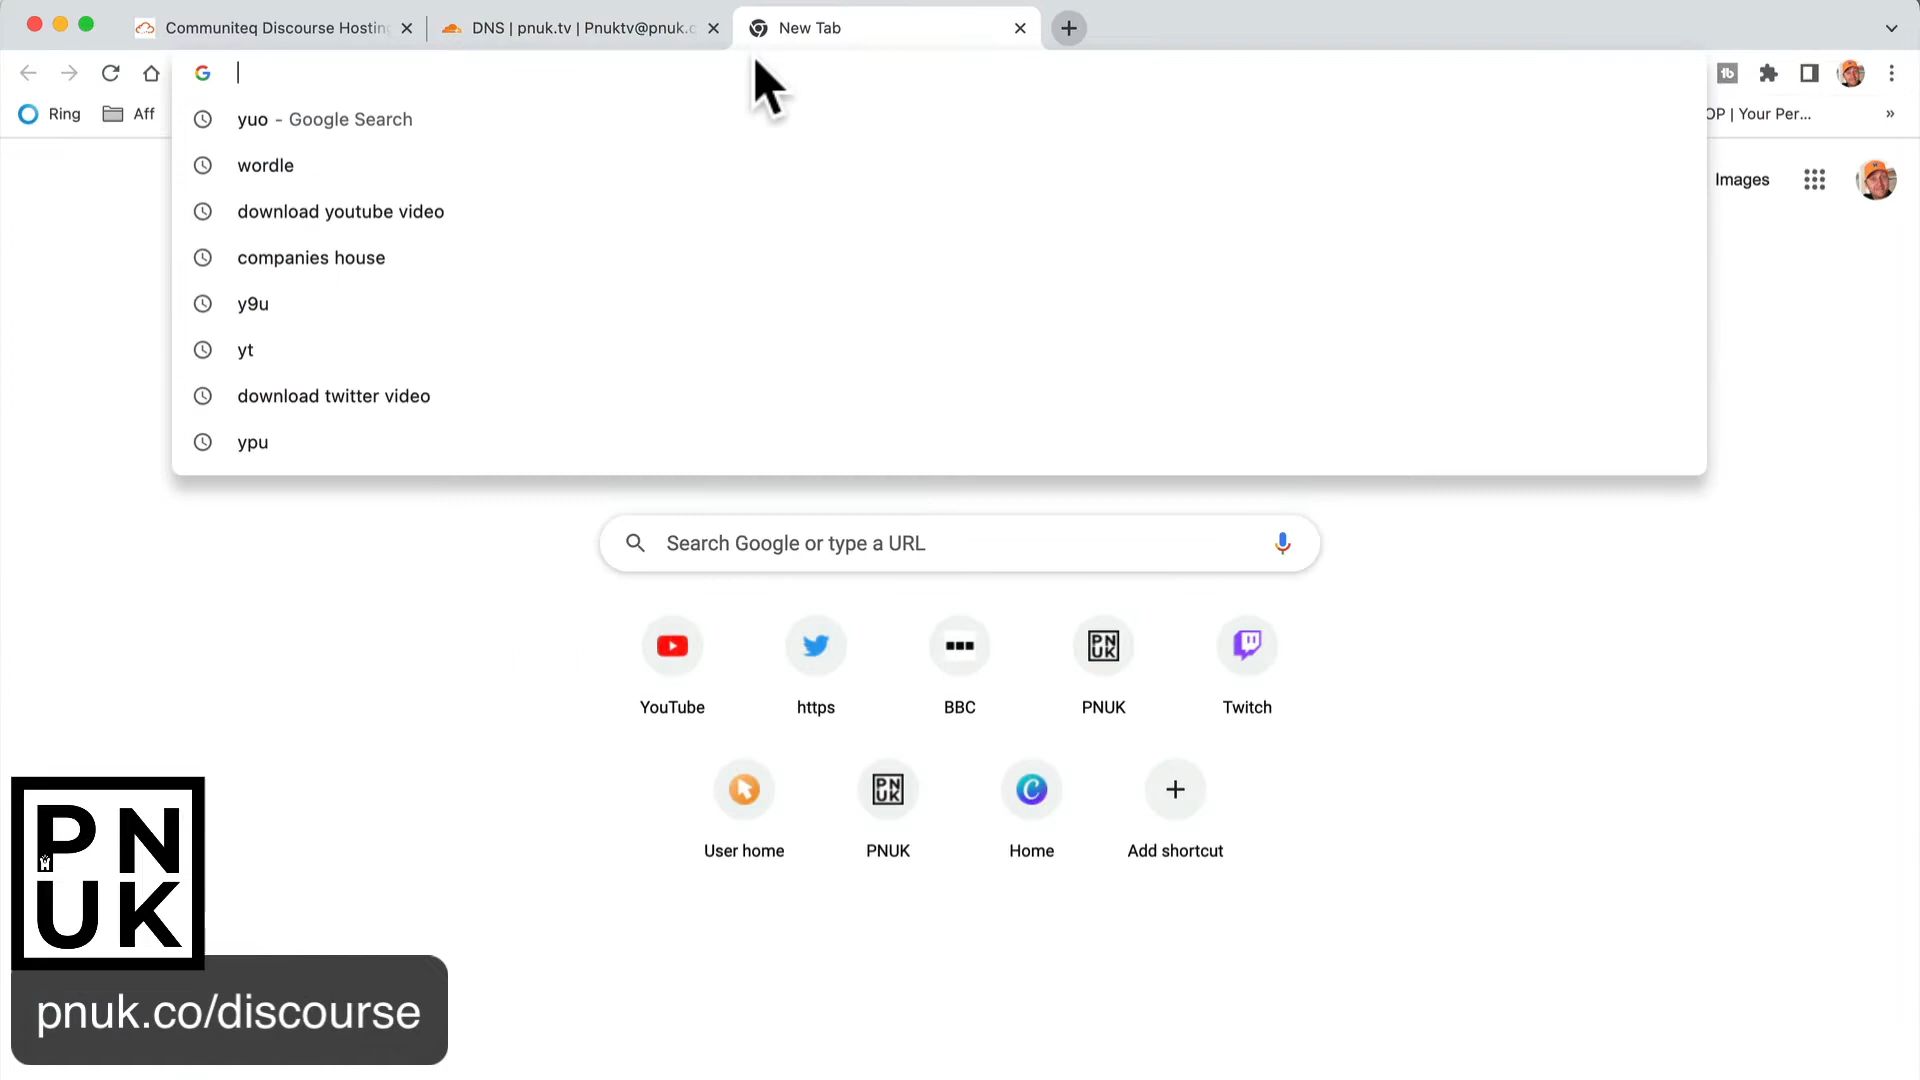 Communiteq Discourse Hosting
DNS | pnuk.tv | Pnuktv@pnuk.c
New Tab
Ring
Aff
OP | Your Per...
»
yuo - Google Search
wordle
download youtube video
companies house
y9u
yt
download twitter video
ypu
Images
Search Google or type a URL
YouTube
https
BBC
PNUK
Twitch
User home
PNUK
Home
Add shortcut
PN
UK
pnuk.co/discourse